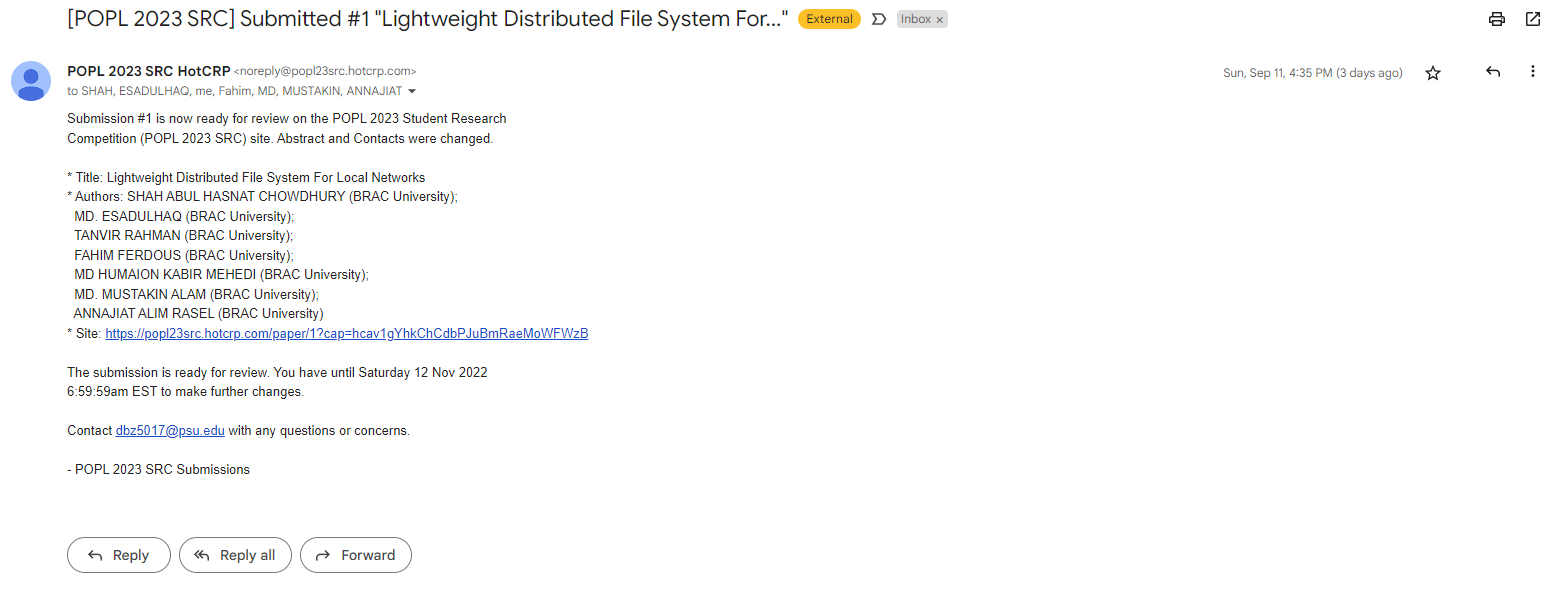 [POPL 2023 SRC] Submitted #1 "Lightweight Distributed File System For..." External Inbox ×
POPL 2023 SRC HotCRP <noreply@popl23src.hotcrp.com>
Sun, Sep 11, 4:35 PM (3 days ago)
to SHAH, ESADULHAQ, me, Fahim, MD, MUSTAKIN, ANNAJIAT
Submission #1 is now ready for review on the POPL 2023 Student Research
Competition (POPL 2023 SRC) site. Abstract and Contacts were changed.
* Title: Lightweight Distributed File System For Local Networks
* Authors: SHAH ABUL HASNAT CHOWDHURY (BRAC University);
MD. ESADULHAQ (BRAC University);
TANVIR RAHMAN (BRAC University);
FAHIM FERDOUS (BRAC University);
MD HUMAION KABIR MEHEDI (BRAC University);
MD. MUSTAKIN ALAM (BRAC University);
ANNAJIAT ALIM RASEL (BRAC University)
* Site: https://popl23src.hotcrp.com/paper/1?cap=hcav1gYhkChCdbPJuBmRaeMoWFWzB
The submission is ready for review. You have until Saturday 12 Nov 2022
6:59:59am EST to make further changes.
Contact dbz5017@psu.edu with any questions or concerns.
- POPL 2023 SRC Submissions
Reply
Reply all
Forward